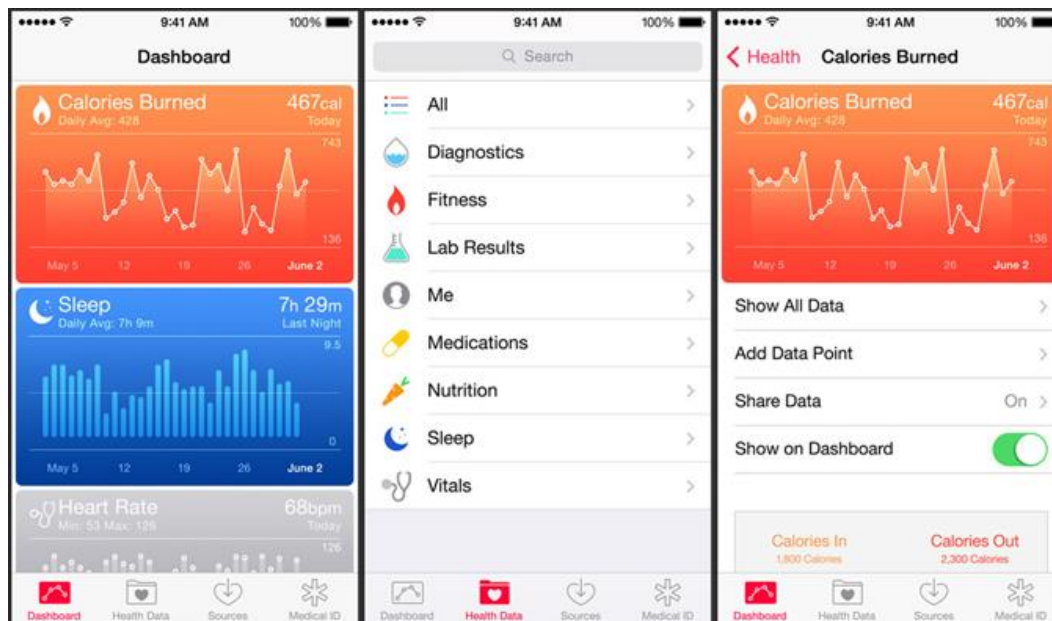 9:41 AM 100%
Dashboard
Calories Burned 467cal
Daily Avg: 428 Today
743
136
May 5 12 19 26 June 2
Sleep 7h 29m
Daily Avg: 7h 9m Last Night
9.5
0
May 5 12 19 26 June 2
Heart Rate 68bpm
Min: 53 Max: 126 Today
126
Dashboard Health Data Sources Medical ID
9:41 AM 100%
Search
All
Diagnostics
Fitness
Lab Results
Me
Medications
Nutrition
Sleep
Vitals
Dashboard Health Data Sources Medical ID
9:41 AM 100%
Health Calories Burned
Calories Burned 467cal
Daily Avg: 428 Today
743
136
May 5 12 19 26 June 2
Show All Data
Add Data Point
Share Data On
Show on Dashboard
Calories In Calories Out
1,800 Calories 2,300 Calories
Dashboard Health Data Sources Medical ID